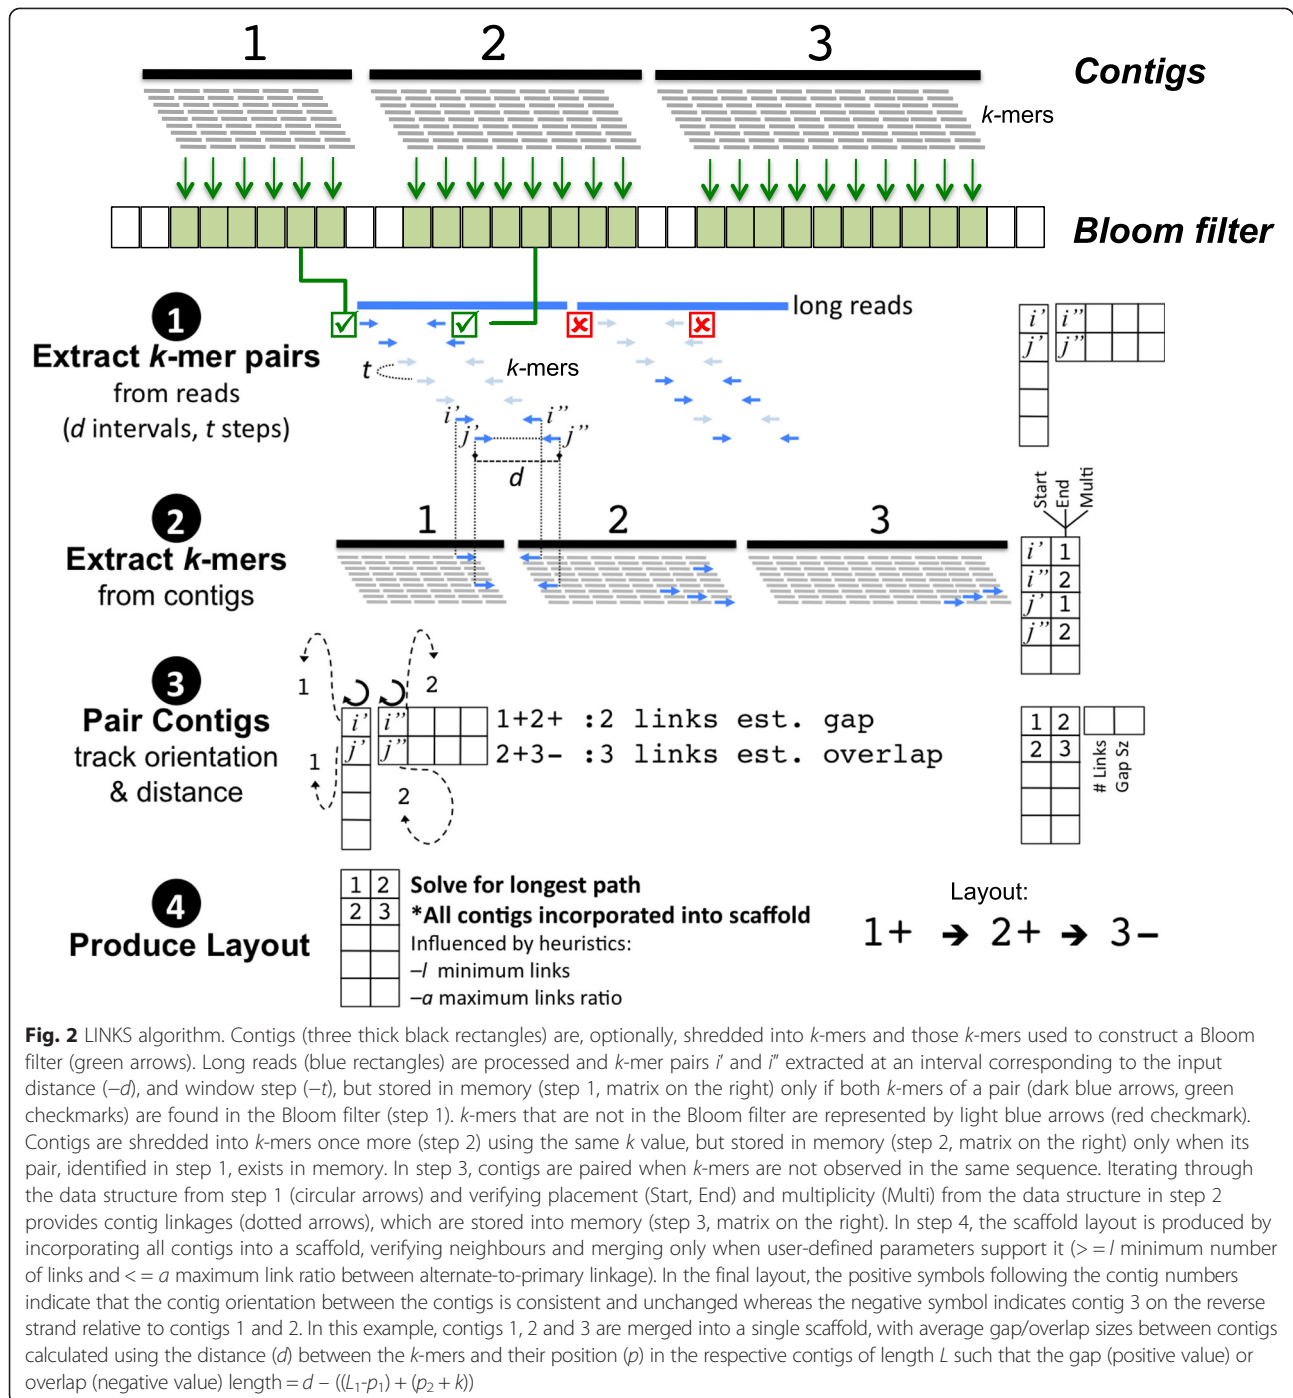 1 2 3
Contigs
k-mers
Bloom filter
1
long reads
Extract k-mer pairs
from reads
(d intervals, t steps)
t
k-mers
i' i''
j' j''
d
i' i''
j' j''
2
Extract k-mers
from contigs
1 2 3
Start
End
Multi
i' 1
i'' 2
j' 1
j'' 2
3
Pair Contigs
track orientation
& distance
1
2
i' i''
j' j''
1
2
1+2+ :2 links est. gap
2+3- :3 links est. overlap
1 2
2 3
# Links
Gap Sz
4
Produce Layout
1 2
2 3
Solve for longest path
*All contigs incorporated into scaffold
Influenced by heuristics:
–l minimum links
–a maximum links ratio
Layout:
1+ ➔ 2+ ➔ 3-
Fig. 2 LINKS algorithm. Contigs (three thick black rectangles) are, optionally, shredded into k-mers and those k-mers used to construct a Bloom
filter (green arrows). Long reads (blue rectangles) are processed and k-mer pairs i' and i" extracted at an interval corresponding to the input
distance (−d), and window step (−t), but stored in memory (step 1, matrix on the right) only if both k-mers of a pair (dark blue arrows, green
checkmarks) are found in the Bloom filter (step 1). k-mers that are not in the Bloom filter are represented by light blue arrows (red checkmark).
Contigs are shredded into k-mers once more (step 2) using the same k value, but stored in memory (step 2, matrix on the right) only when its
pair, identified in step 1, exists in memory. In step 3, contigs are paired when k-mers are not observed in the same sequence. Iterating through
the data structure from step 1 (circular arrows) and verifying placement (Start, End) and multiplicity (Multi) from the data structure in step 2
provides contig linkages (dotted arrows), which are stored into memory (step 3, matrix on the right). In step 4, the scaffold layout is produced by
incorporating all contigs into a scaffold, verifying neighbours and merging only when user-defined parameters support it (> = l minimum number
of links and < = a maximum link ratio between alternate-to-primary linkage). In the final layout, the positive symbols following the contig numbers
indicate that the contig orientation between the contigs is consistent and unchanged whereas the negative symbol indicates contig 3 on the reverse
strand relative to contigs 1 and 2. In this example, contigs 1, 2 and 3 are merged into a single scaffold, with average gap/overlap sizes between contigs
calculated using the distance (d) between the k-mers and their position (p) in the respective contigs of length L such that the gap (positive value) or
overlap (negative value) length = d – ((L₁-p₁) + (p₂ + k))